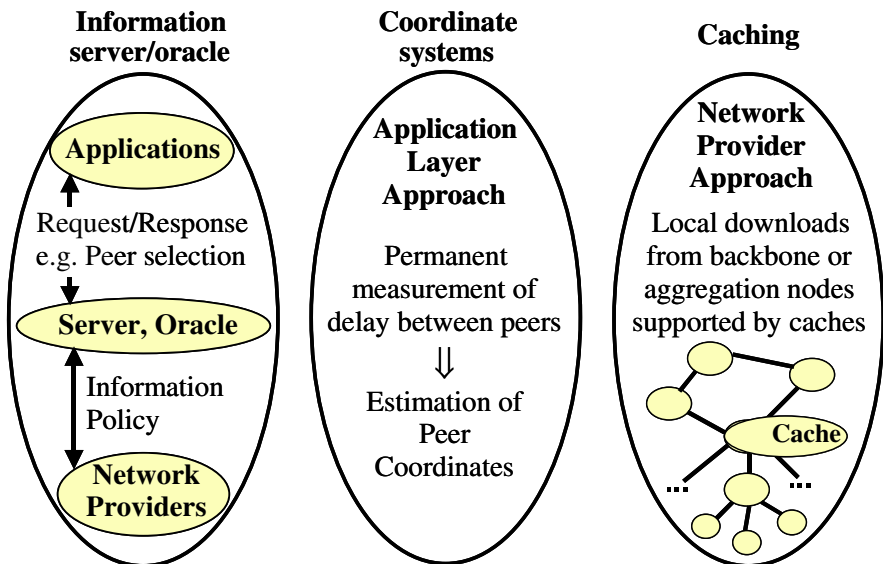 Information
server/oracle
Applications
Request/Response
e.g. Peer selection
Server, Oracle
Information
Policy
Network
Providers
Coordinate
systems
Application
Layer
Approach
Permanent
measurement of
delay between peers
⇓
Estimation of
Peer
Coordinates
Caching
Network
Provider
Approach
Local downloads
from backbone or
aggregation nodes
supported by caches
Cache
...
...